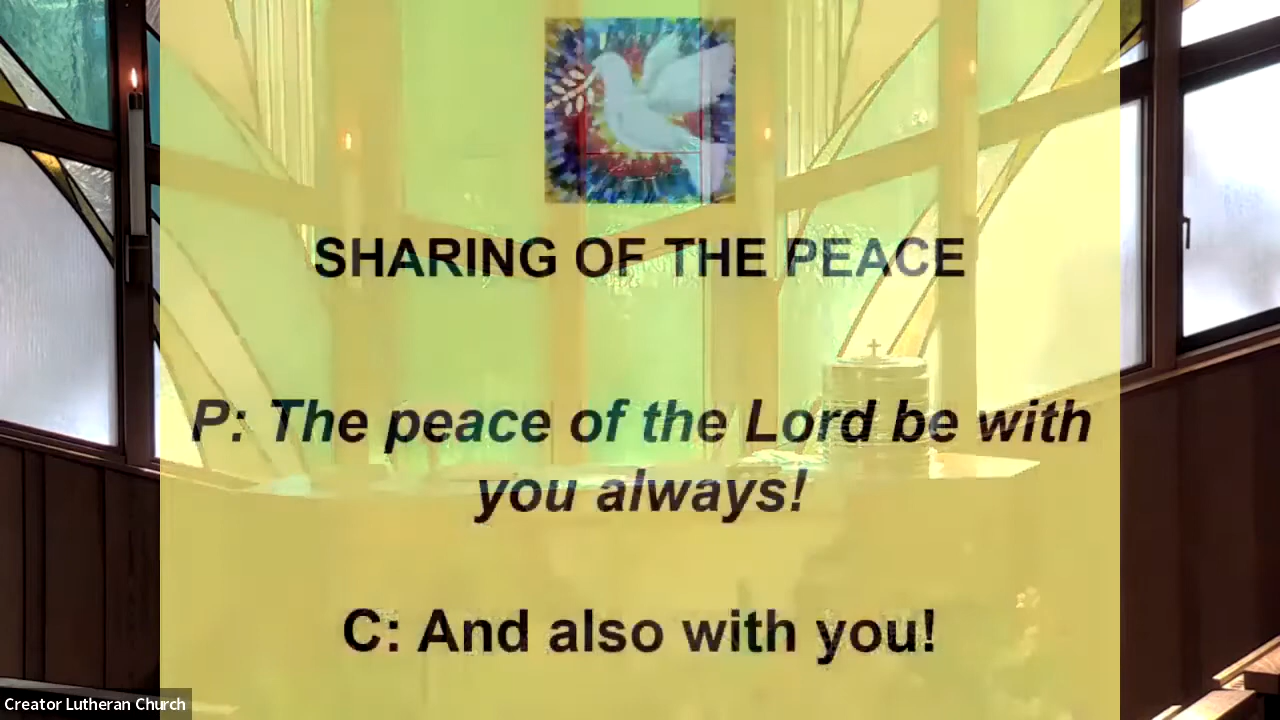 SHARING OF THE PEACE
P: The peace of the Lord be with
you always!
C: And also with you!
Creator Lutheran Church